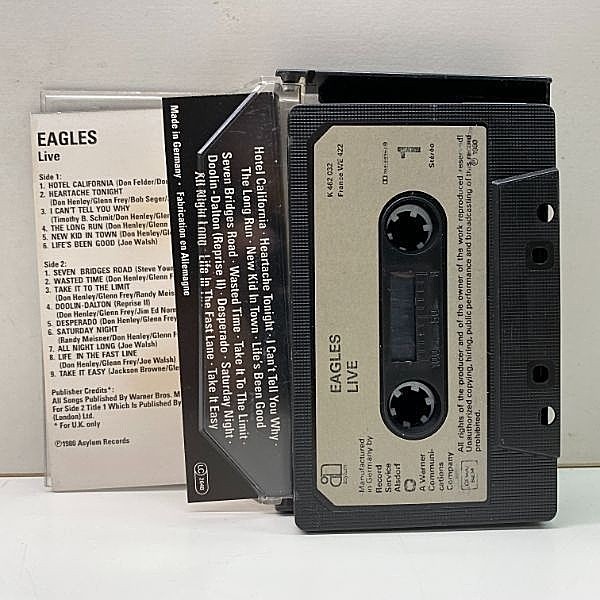 EAGLES
Live
Side 1:
1. HOTEL CALIFORNIA (Don Felder/Do
2. HEARTACHE TONIGHT
(Don Henley/Glenn Frey/Bob Seger/
3. I CAN'T TELL YOU WHY
(Timothy B. Schmit/Don Henley/Glen
4. THE LONG RUN (Don Henley/Glenn F
5. NEW KID IN TOWN (Don Henley/Gle
6. LIFE'S BEEN GOOD (Joe Walsh)
Side 2:
1. SEVEN BRIDGES ROAD (Steve Youn
2. WASTED TIME (Don Henley/Glenn F
3. TAKE IT TO THE LIMIT
(Don Henley/Glenn Frey/Randy Meis
4. DOOLIN-DALTON (Reprise II)
(Don Henley/Glenn Frey/Jim Ed Nor
5. DESPERADO (Don Henley/Glenn Fre
6. SATURDAY NIGHT
(Randy Meisner/Don Henley/Glenn F
7. ALL NIGHT LONG (Joe Walsh)
8. LIFE IN THE FAST LINE
(Don Henley/Glenn Frey/Joe Walsh)
9. TAKE IT EASY (Jackson Browne/Gle
Publisher Credits*:
All Songs Published By Warner Bros. M
For Side 2 Title 1 Which Is Published By
(London) Ltd.
* For U.K. only
Ⓟ1980 Asylum Records
Made in Germany · Fabrication en Allemagne
Hotel California · Heartache Tonight · I Can't Tell You Why ·
The Long Run · New Kid In Town · Life's Been Good
Seven Bridges Road · Wasted Time · Take It To The Limit ·
Doolin-Dalton (Reprise II) · Desperado · Saturday Night ·
All Night Long · Life In The Fast Lane · Take It Easy
LC
K 462 032
France WE 422
Stéreo
Ⓟ 1980
EAGLES
LIVE
asylum
Manufactured
in Germany by
Record
Service
Alsdorf
A Warner
Communi-
cations
Company
All rights of the producer and of the owner of the work reproduced reserved!
Unauthorized copying, hiring, public performance and broadcasting of this record
prohibited.